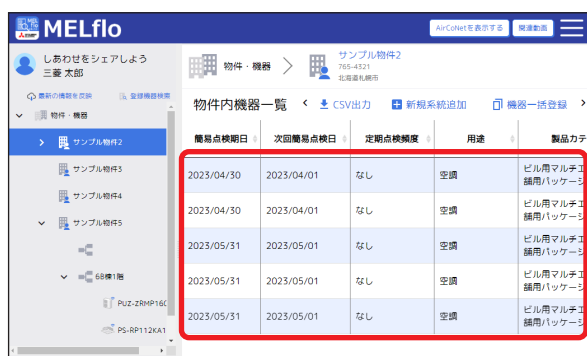 MELflo
AirCoNetを表示する
関連動画
しあわせをシェアしよう
三菱 太郎
最新の情報を反映
登録機器検索
物件・機器
サンプル物件2
サンプル物件3
サンプル物件4
サンプル物件5
6B棟1階
PUZ-ZRMP160
PS-RP112KA1
物件・機器
サンプル物件2
765-4321
北海道札幌市
物件内機器一覧
CSV出力
新規系統追加
機器一括登録
簡易点検期日 次回簡易点検日 定期点検頻度 用途 製品カテ
2023/04/30 2023/04/01 なし 空調 ビル用マルチエ
舗用パッケージ
2023/04/30 2023/04/01 なし 空調 ビル用マルチエ
舗用パッケージ
2023/05/31 2023/05/01 なし 空調 ビル用マルチエ
舗用パッケージ
2023/05/31 2023/05/01 なし 空調 ビル用マルチエ
舗用パッケージ
2023/05/31 2023/05/01 なし 空調 ビル用マルチエ
舗用パッケージ